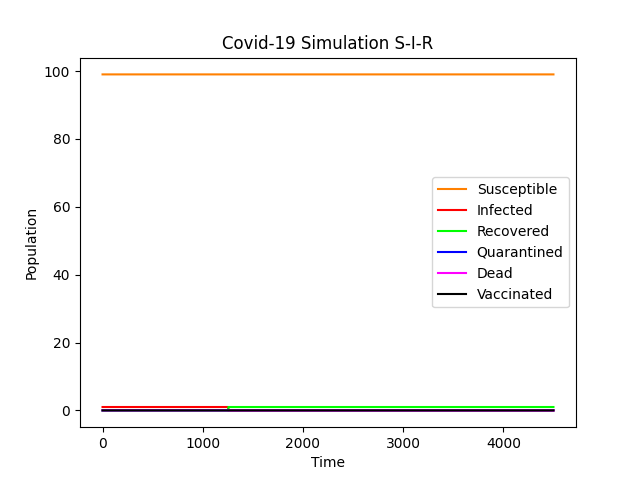 Covid-19 Simulation S-I-R
100
80
60
40
20
0
Population
Susceptible
Infected
Recovered
Quarantined
Dead
Vaccinated
0 1000 2000 3000 4000
Time